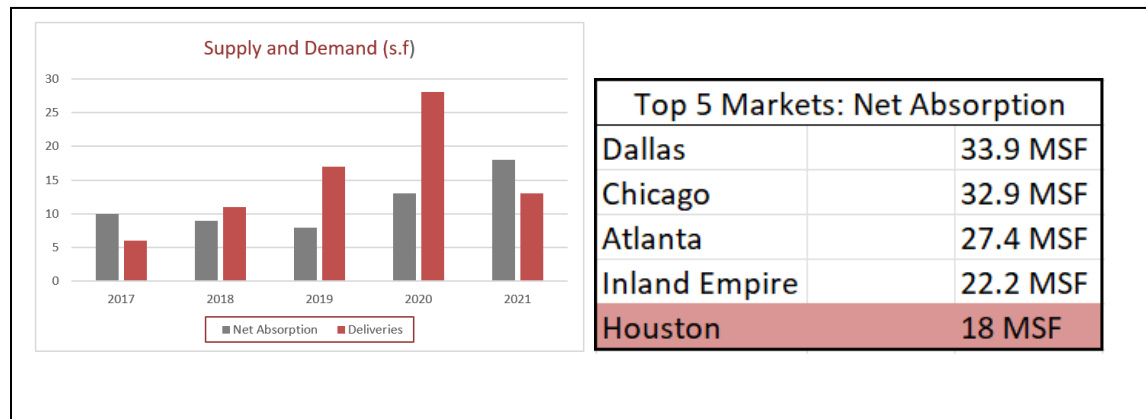 Supply and Demand (s.f)
30
25
20
15
10
5
0
2017 2018 2019 2020 2021
Net Absorption Deliveries
Top 5 Markets: Net Absorption
Dallas 33.9 MSF
Chicago 32.9 MSF
Atlanta 27.4 MSF
Inland Empire 22.2 MSF
Houston 18 MSF